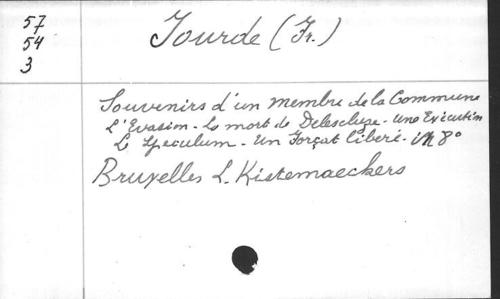 57
54
3
Jourde (Fr.)
Souvenirs d'un membre de la Commune
L'Evasion - La mort de Delescluze - Une Exécution
Le Speculum - Un Forçat libéré - in 8°
Bruxelles L. Kistemaeckers